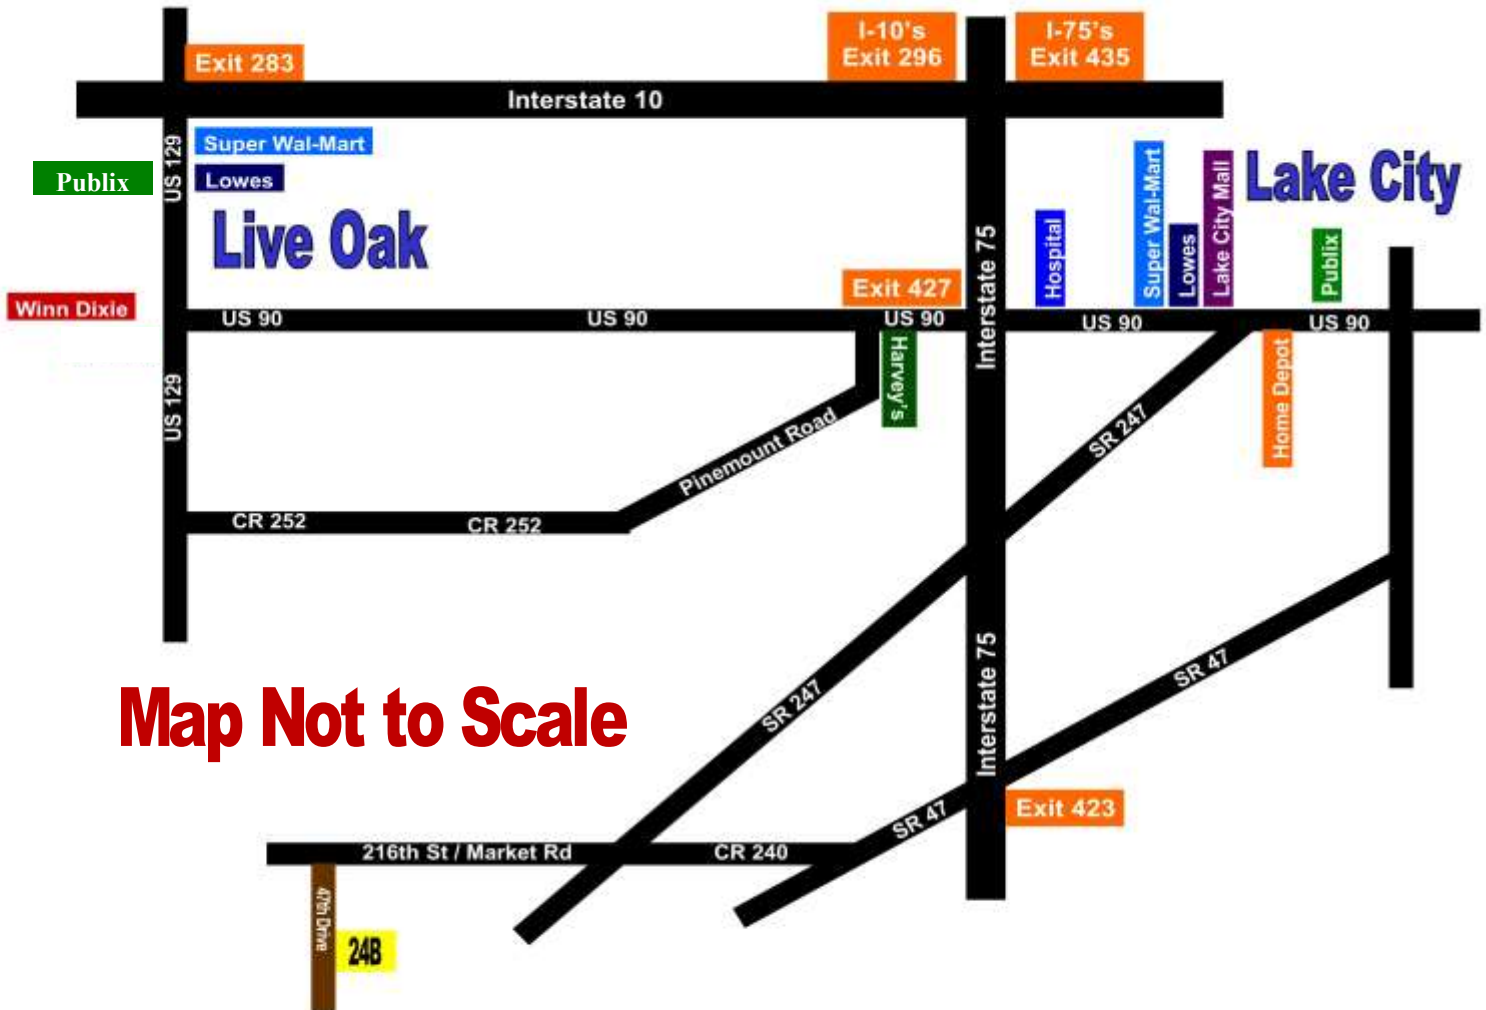 I-10's
Exit 296
I-75's
Exit 435
Exit 283
Interstate 10
US 129
Super Wal-Mart
Publix
Lowes
Live Oak
Lake City
Super Wal-Mart
Lake City Mall
Hospital
Lowes
Publix
Interstate 75
Exit 427
Winn Dixie
US 90
US 90
US 90
US 90
US 90
Harvey's
Home Depot
US 129
SR 247
Pinemount Road
CR 252
CR 252
Interstate 75
SR 47
SR 247
Map Not to Scale
Exit 423
SR 47
216th St / Market Rd
CR 240
47th Drive
24B